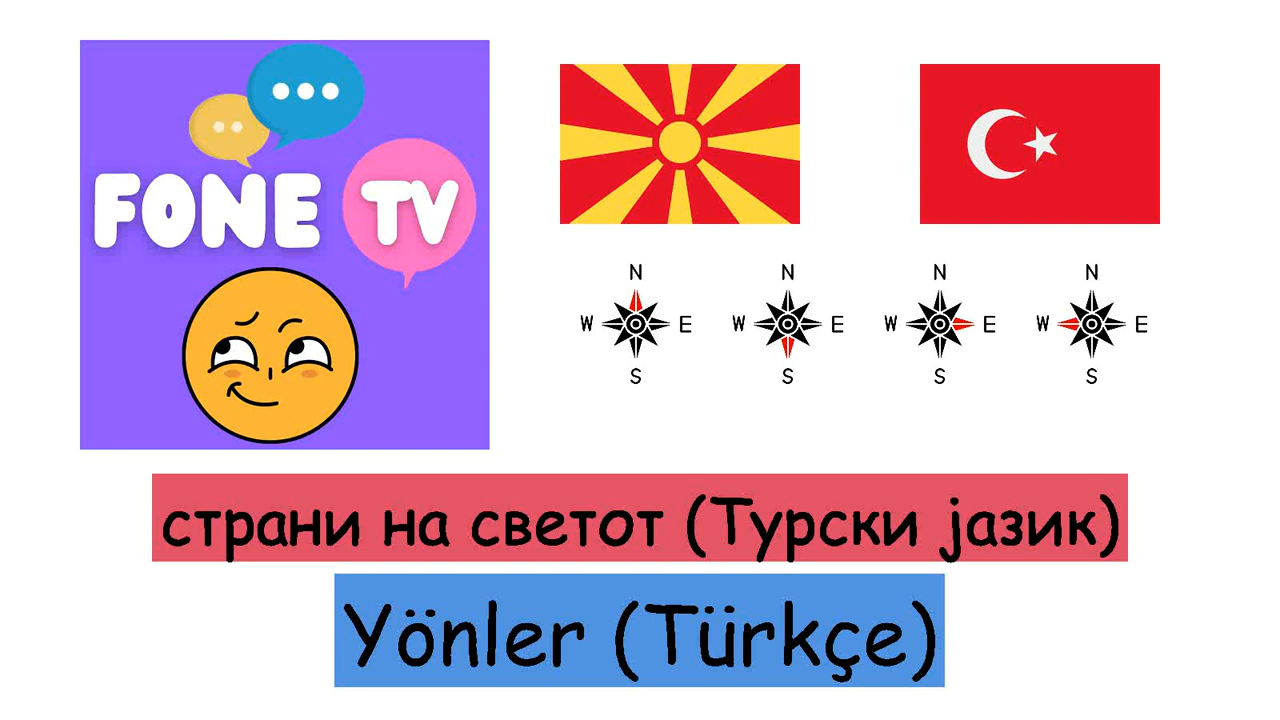 FONE TV
N N N N
W E W E W E W E
S S S S
страни на светот (Турски јазик)
Yönler (Türkçe)